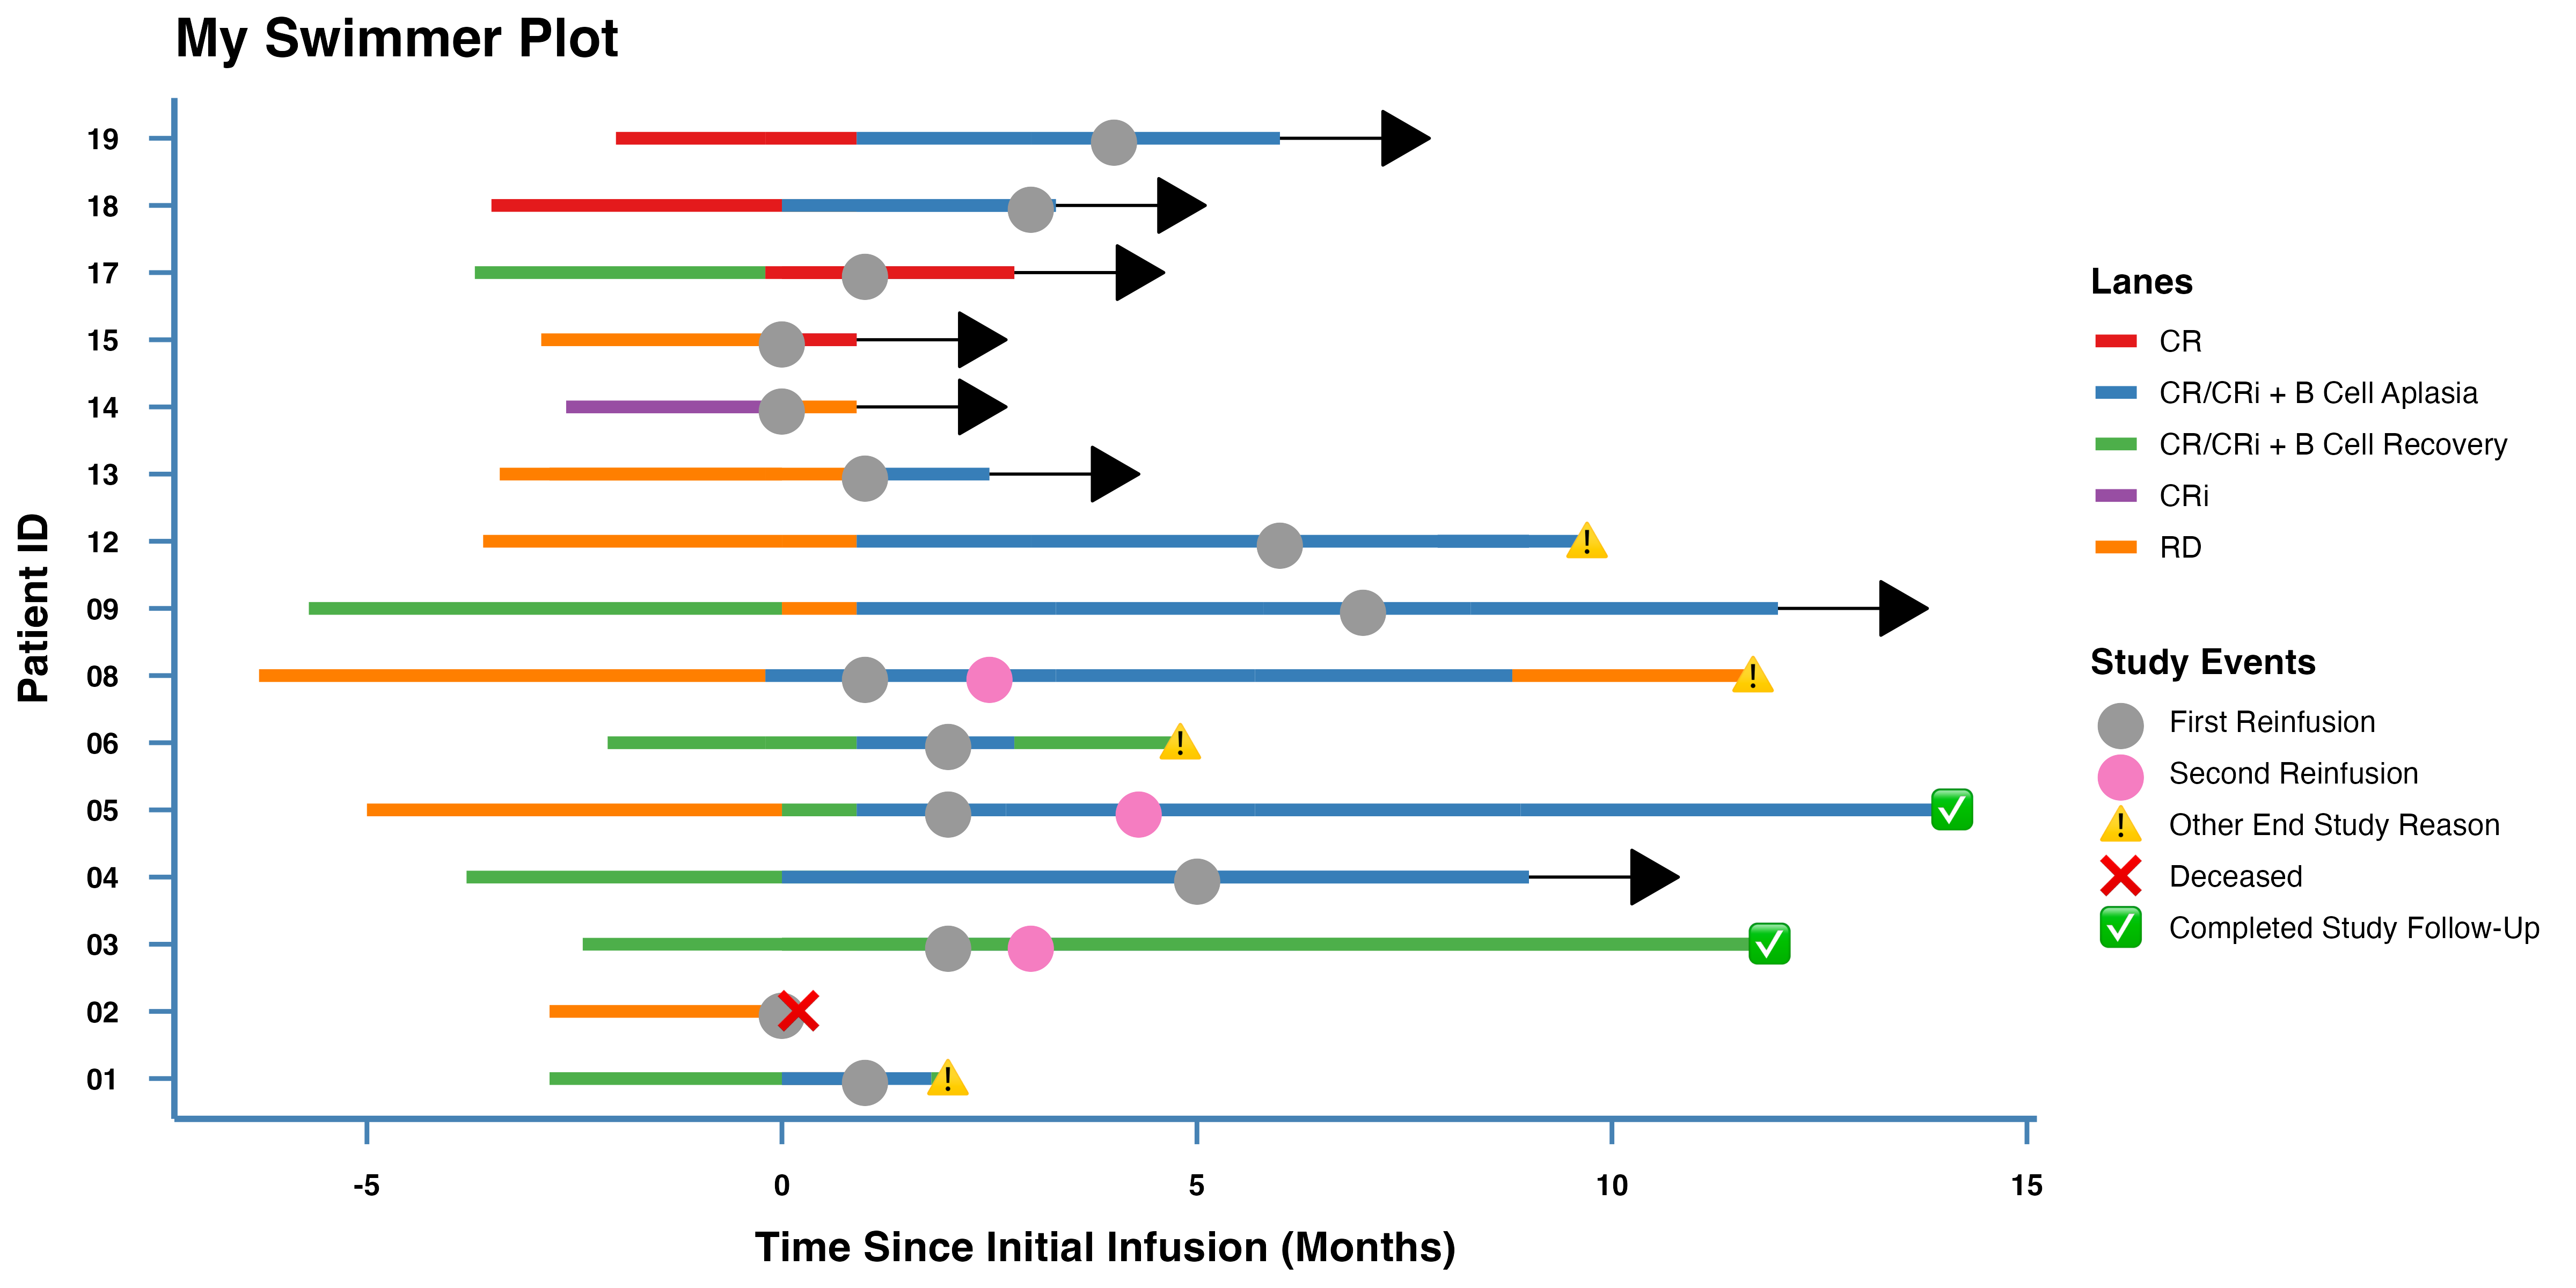 My Swimmer Plot
Patient ID
19
18
17
15
14
13
12
09
08
06
05
04
03
02
01
-5
0
5
10
15
Time Since Initial Infusion (Months)
Lanes
CR
CR/CRi + B Cell Aplasia
CR/CRi + B Cell Recovery
CRi
RD
Study Events
First Reinfusion
Second Reinfusion
Other End Study Reason
Deceased
Completed Study Follow-Up